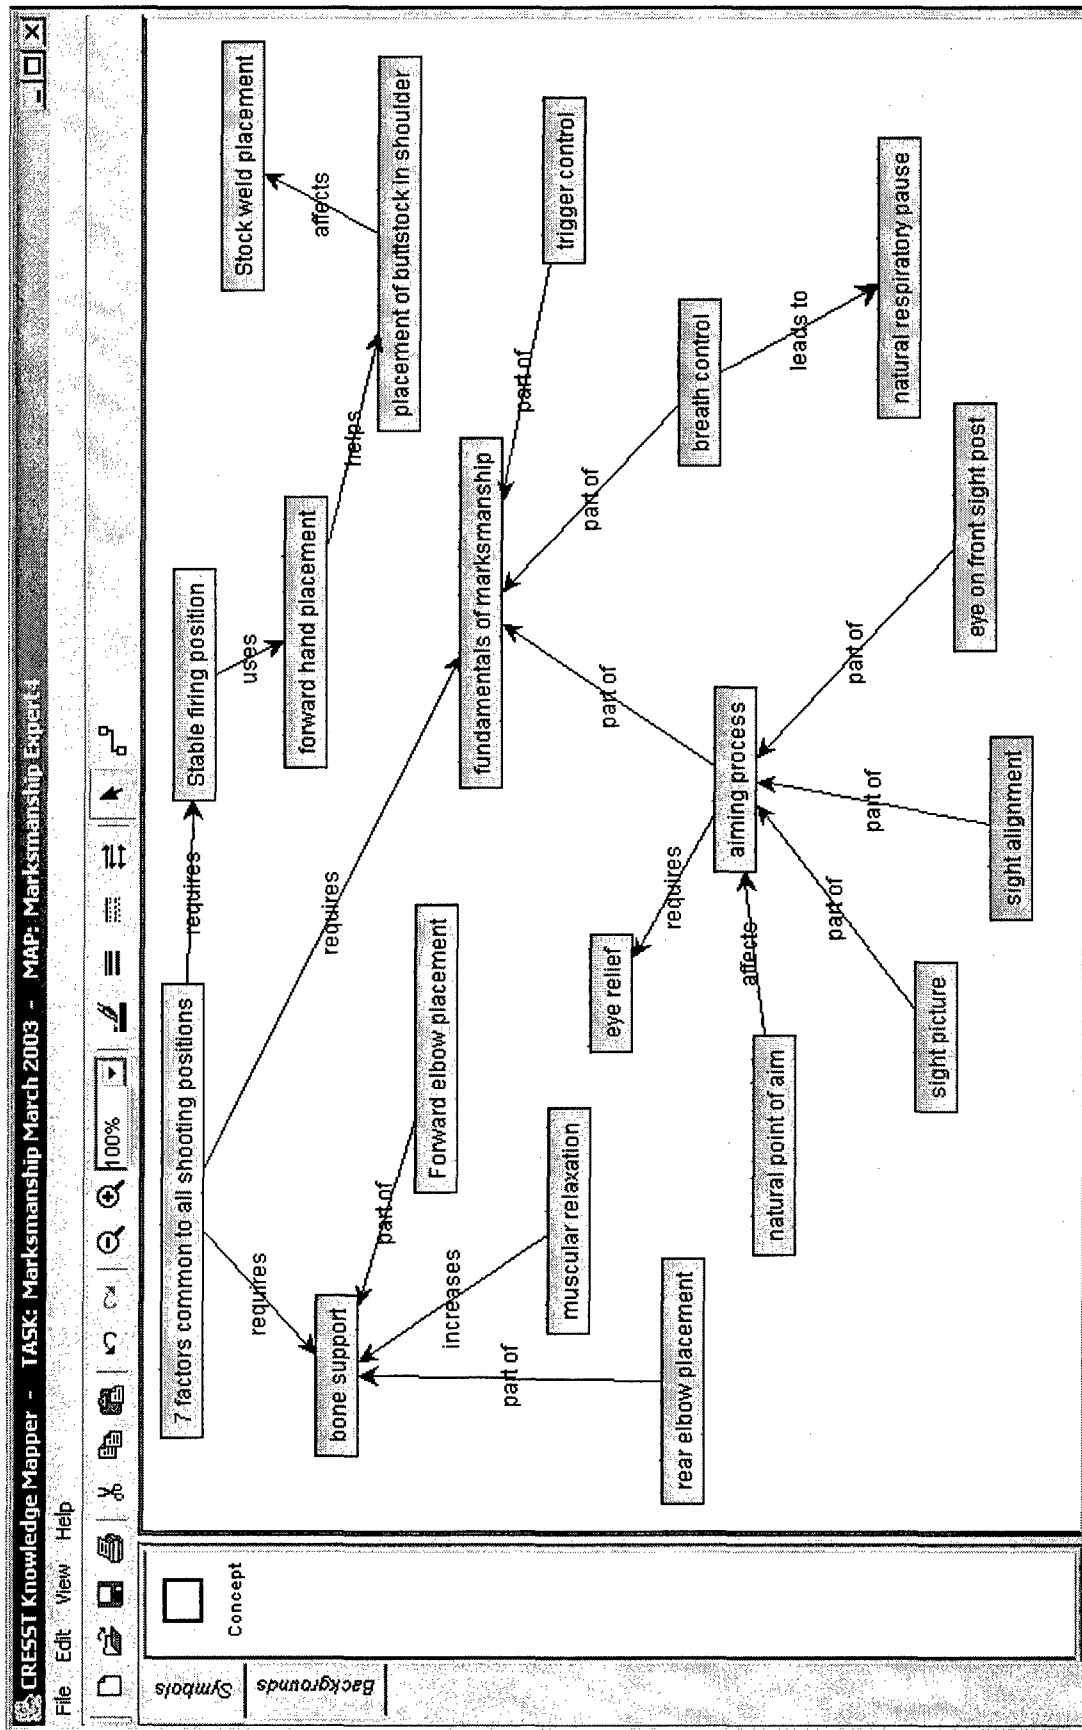 CRESST Knowledge Mapper - TASK: Marksmanship March 2003 - MAP: Marksmanship Expert 4
File Edit View Help
100%
Symbols
Backgrounds
Concept
7 factors common to all shooting positions
requires
Stable firing position
Stock weld placement
uses
affects
forward hand placement
helps
placement of buttstock in shoulder
requires
bone support
requires
fundamentals of marksmanship
Forward elbow placement
part of
part of
trigger control
increases
muscular relaxation
part of
rear elbow placement
eye relief
requires
part of
part of
breath control
leads to
natural respiratory pause
aiming process
affects
natural point of aim
part of
sight picture
part of
sight alignment
part of
eye on front sight post